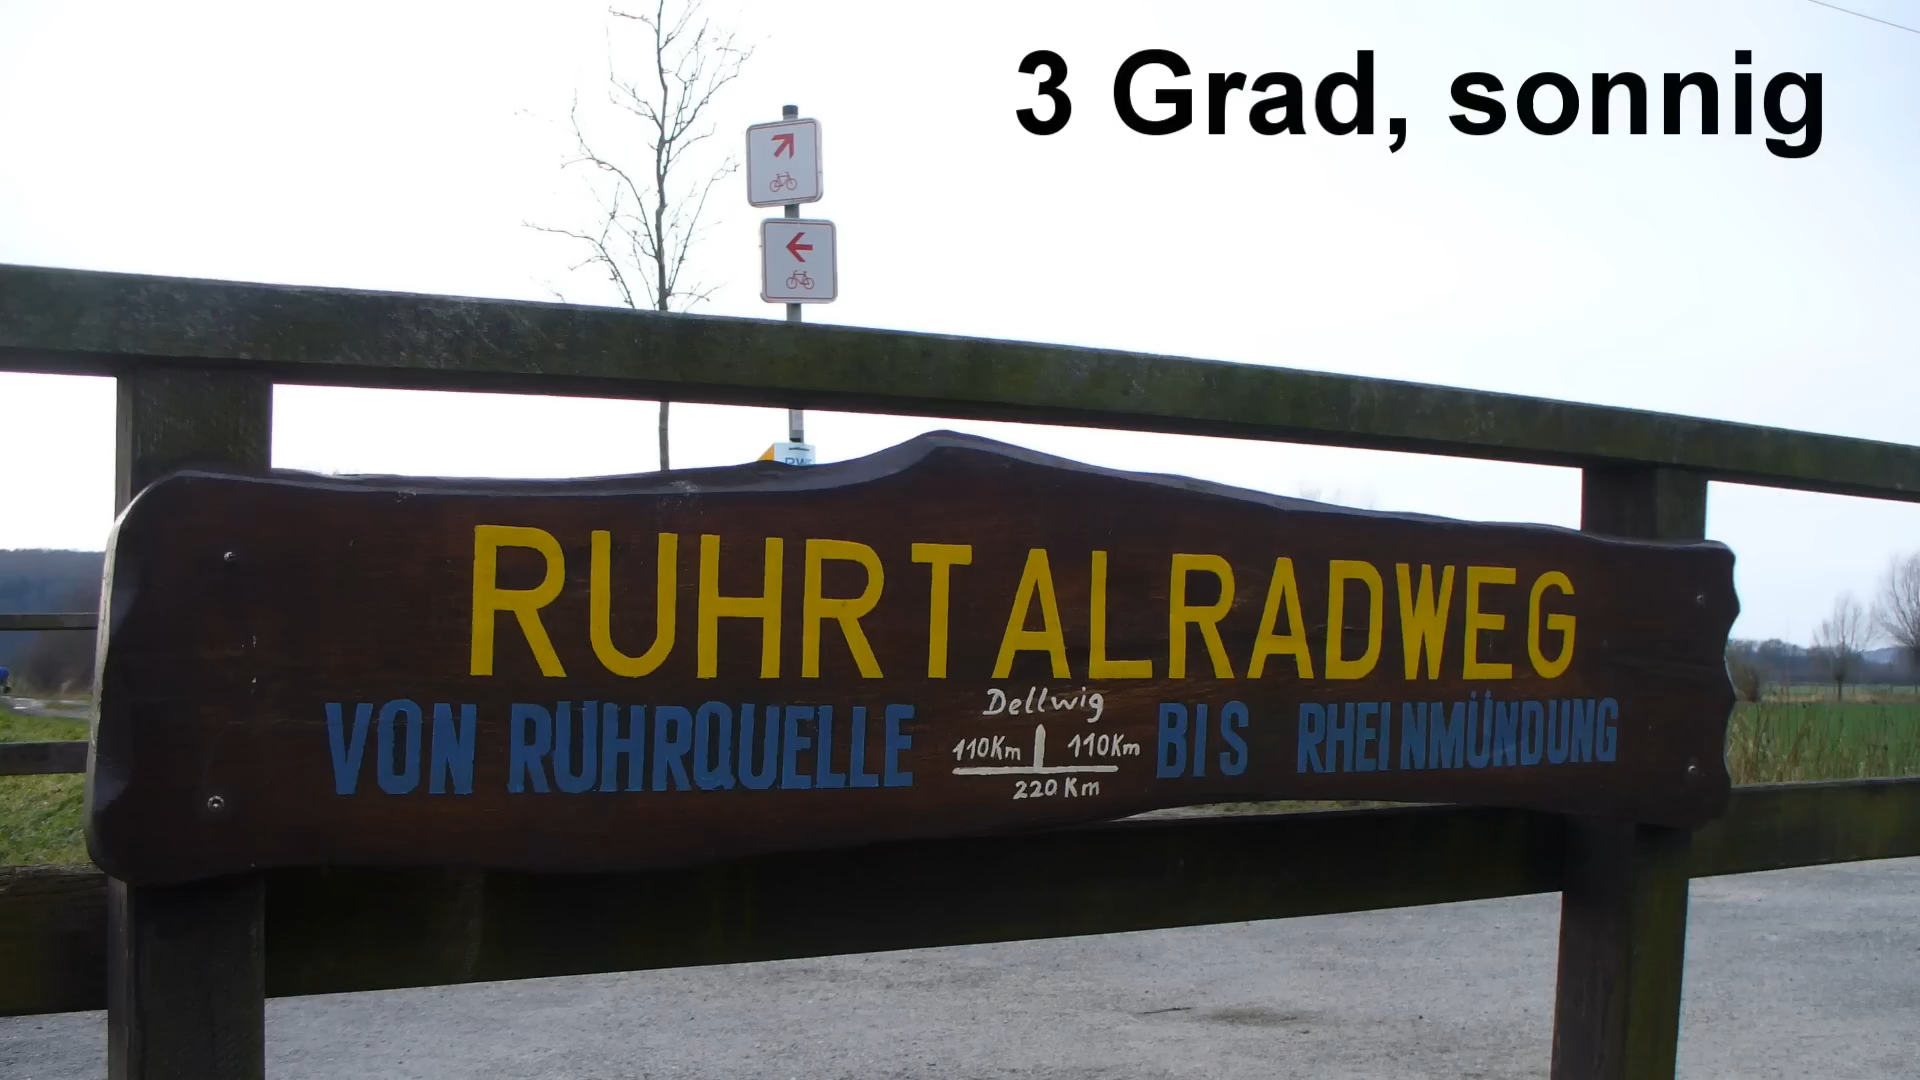 3 Grad, sonnig
RUHRTALRADWEG
VON RUHRQUELLE BIS RHEINMÜNDUNG
Dellwig
110Km 110Km
220 Km